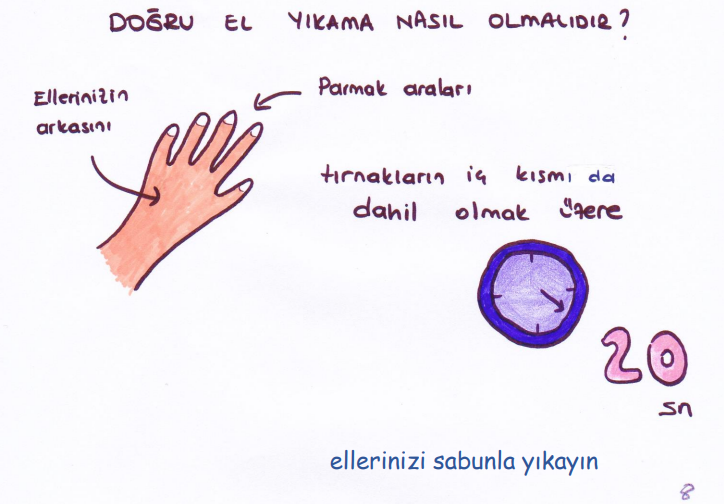 DOĞRU EL YIKAMA NASIL OLMALIDIR?
Ellerinizin
arkasını
Parmak araları
tırnakların iç kısmı da
dahil olmak üzere
20
sn
ellerinizi sabunla yıkayın
8